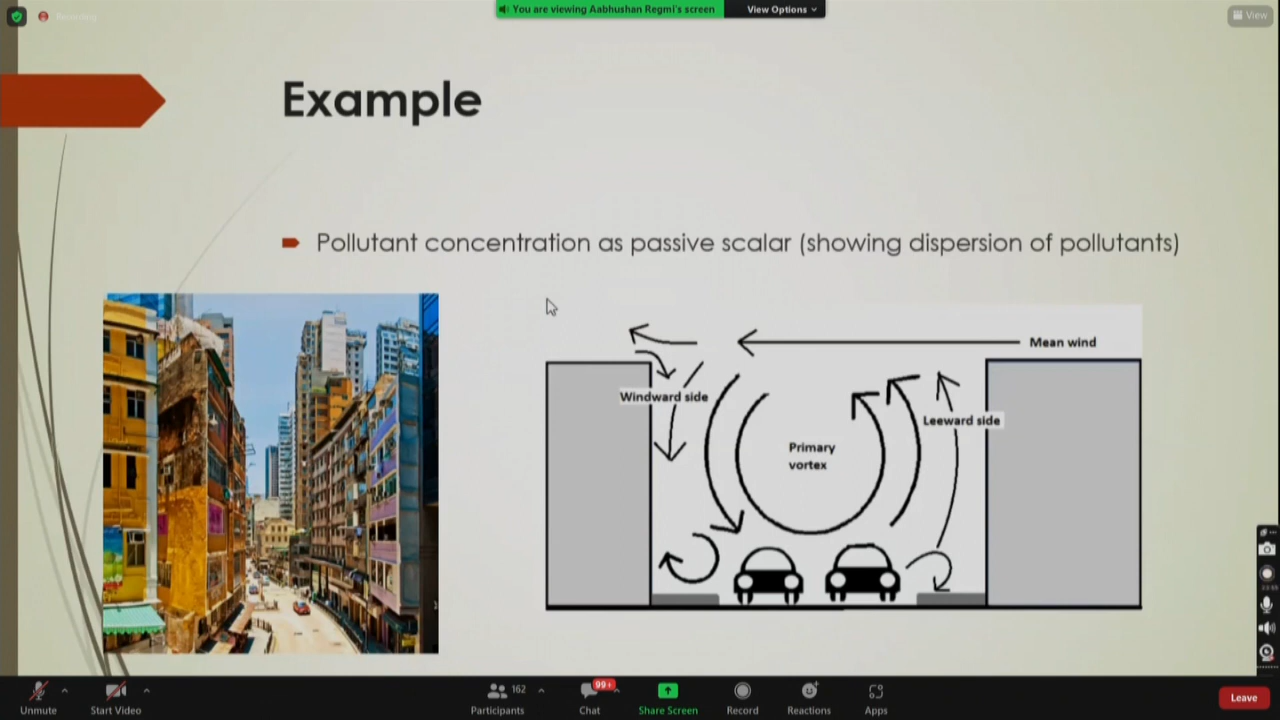 Recording
You are viewing Aabhushan Regmi's screen
View Options
View
Example
Pollutant concentration as passive scalar (showing dispersion of pollutants)
Mean wind
Windward side
Leeward side
Primary
vortex
Unmute
Start Video
162
Participants
99+
Chat
Share Screen
Record
Reactions
Apps
Leave